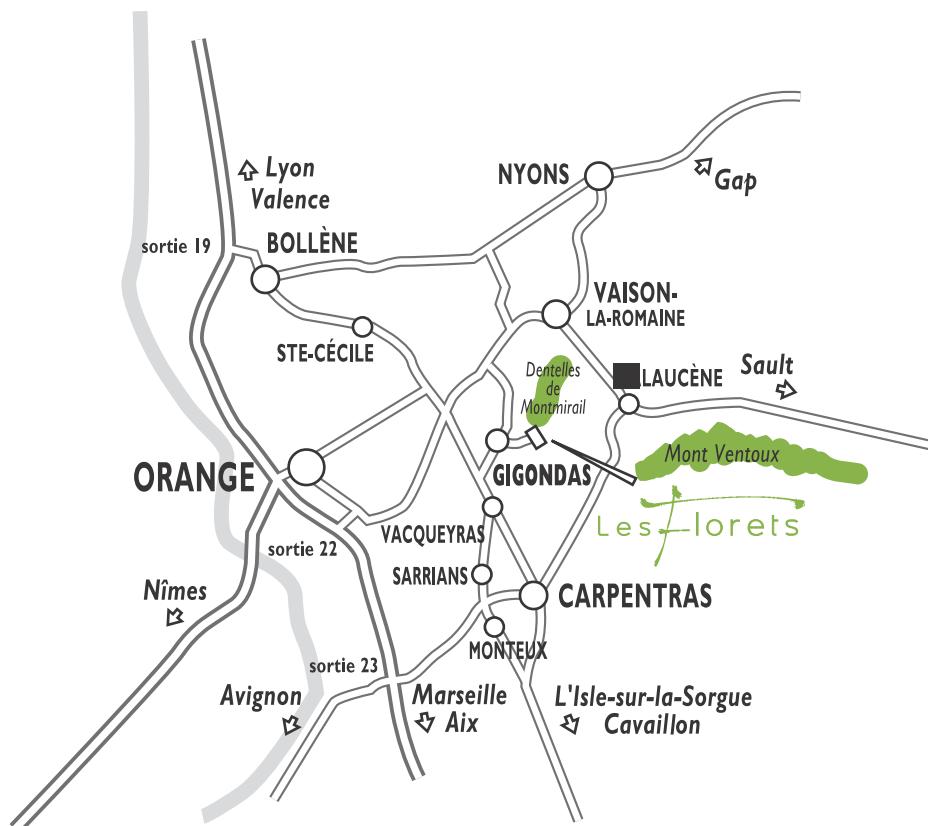 Lyon
Valence
NYONS
Gap
sortie 19
BOLLÈNE
VAISON-
LA-ROMAINE
STE-CÉCILE
Dentelles
de
Montmirail
LAUCÈNE
Sault
ORANGE
GIGONDAS
Mont Ventoux
Les Florets
VACQUEYRAS
sortie 22
SARRIANS
Nîmes
CARPENTRAS
MONTEUX
sortie 23
Avignon
Marseille
Aix
L'Isle-sur-la-Sorgue
Cavaillon